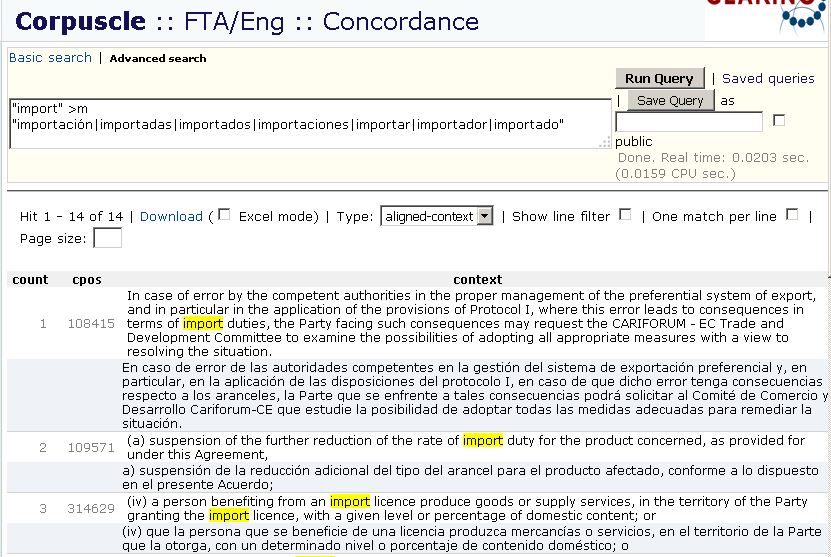 Corpuscle :: FTA/Eng :: Concordance
Basic search | Advanced search
"import" >m
"importación|importadas|importados|importaciones|importar|importador|importado"
Run Query | Saved queries
| Save Query as
public
Done. Real time: 0.0203 sec.
(0.0159 CPU sec.)
Hit 1 - 14 of 14 | Download ( Excel mode) | Type: aligned-context | Show line filter | One match per line |
Page size:
count cpos context
In case of error by the competent authorities in the proper management of the preferential system of export,
and in particular in the application of the provisions of Protocol I, where this error leads to consequences in
1 108415 terms of import duties, the Party facing such consequences may request the CARIFORUM - EC Trade and
Development Committee to examine the possibilities of adopting all appropriate measures with a view to
resolving the situation.
En caso de error de las autoridades competentes en la gestión del sistema de exportación preferencial y, en
particular, en la aplicación de las disposiciones del protocolo I, en caso de que dicho error tenga consecuencias
respecto a los aranceles, la Parte que se enfrente a tales consecuencias podrá solicitar al Comité de Comercio y
Desarrollo Cariforum-CE que estudie la posibilidad de adoptar todas las medidas adecuadas para remediar la
situación.
2 109571 (a) suspension of the further reduction of the rate of import duty for the product concerned, as provided for
under this Agreement,
a) suspensión de la reducción adicional del tipo del arancel para el producto afectado, conforme a lo dispuesto
en el presente Acuerdo;
3 314629 (iv) a person benefiting from an import licence produce goods or supply services, in the territory of the Party
granting the import licence, with a given level or percentage of domestic content; or
(iv) que la persona que se beneficie de una licencia produzca mercancías o servicios, en el territorio de la Parte
que la otorga, con un determinado nivel o porcentaje de contenido doméstico; o